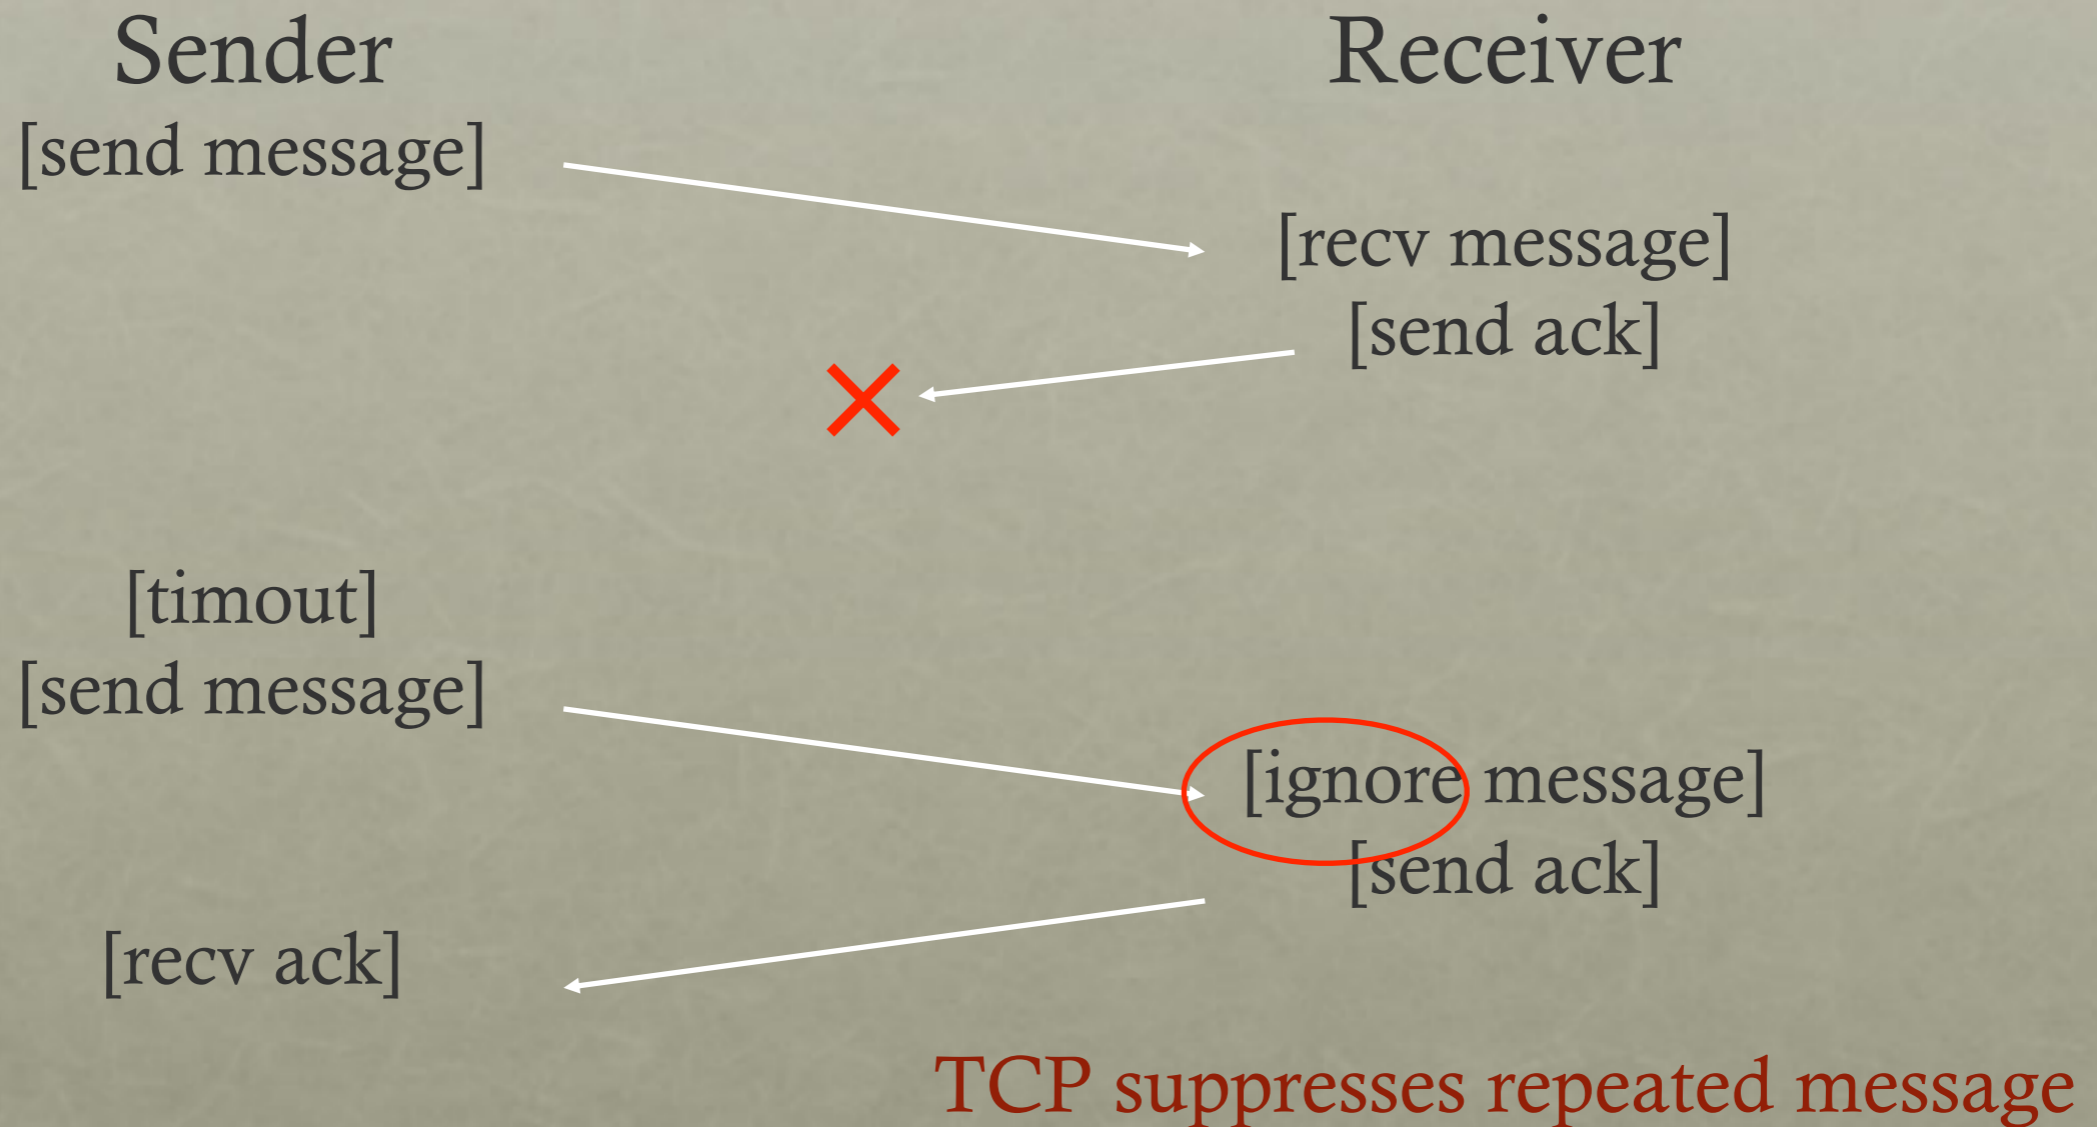 Sender
Receiver
[send message]
[recv message]
[send ack]
[timout]
[send message]
[ignore message]
[send ack]
[recv ack]
TCP suppresses repeated message